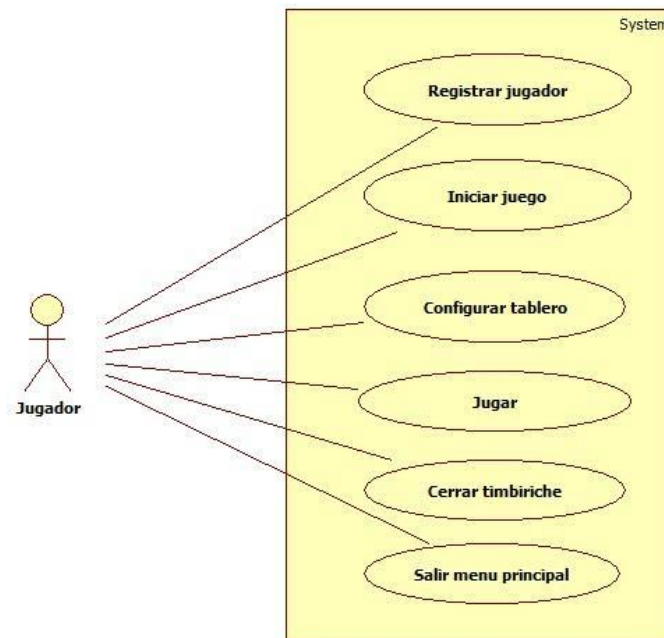 System
Registrar jugador
Iniciar juego
Configurar tablero
Jugador
Jugar
Cerrar timbiriche
Salir menu principal